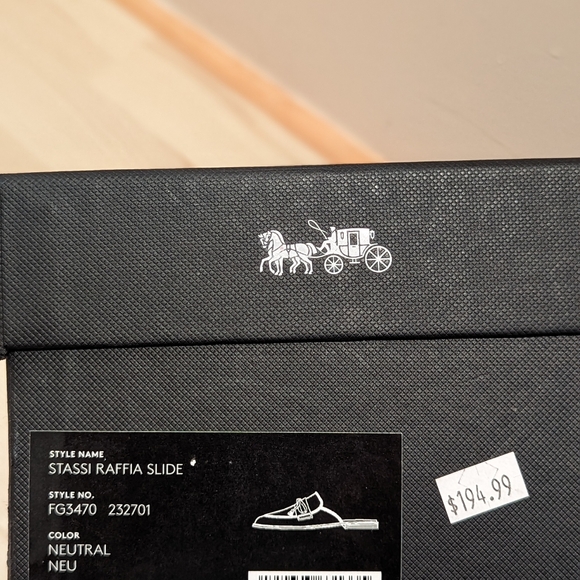 STYLE NAME
STASSI RAFFIA SLIDE
STYLE NO.
FG3470 232701
COLOR
NEUTRAL
NEU
$194.99